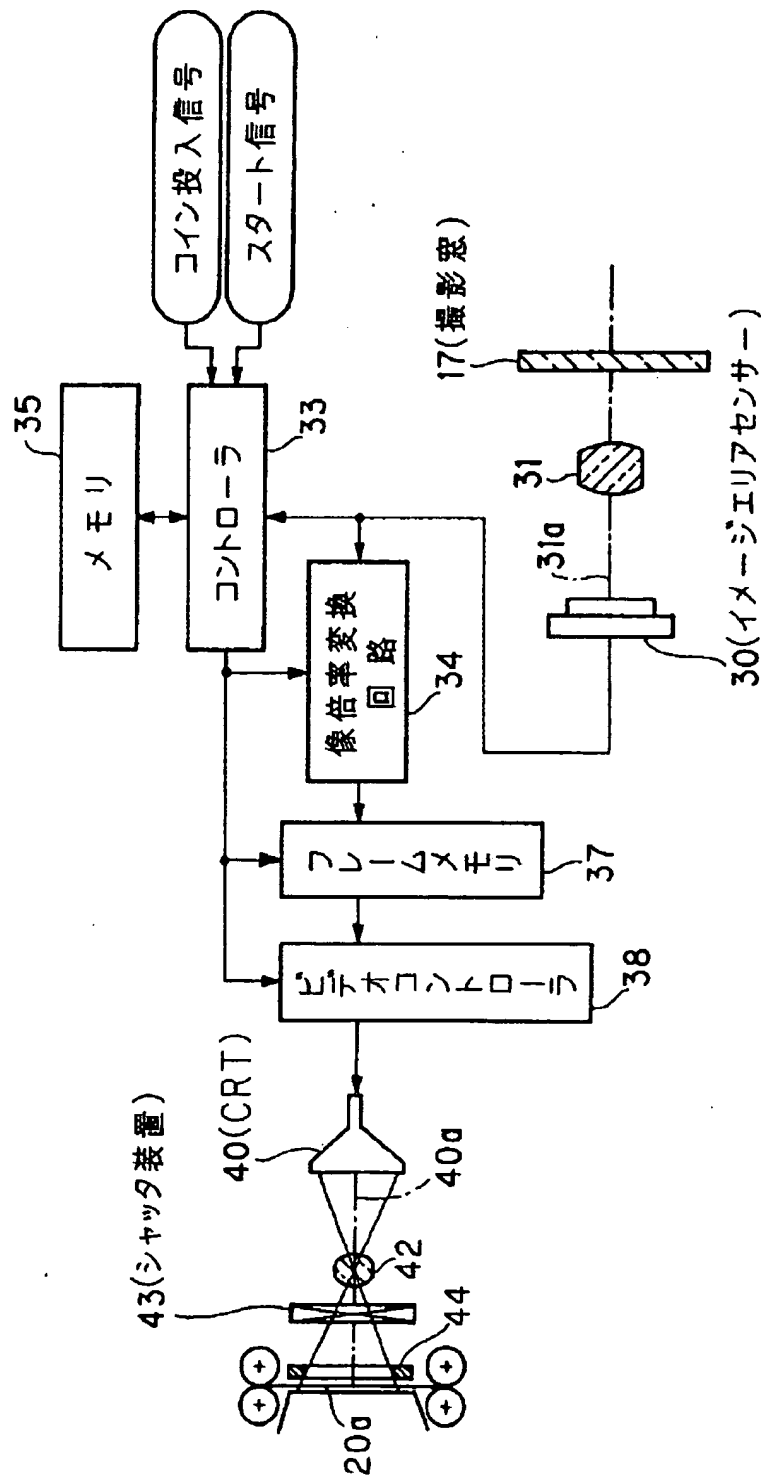 コイン投入信号
スタート信号
35
メモリ
コントローラ
33
17(撮影窓)
31
31a
30(イメージエリアセンサー)
像倍率変換
回路
34
フレームメモリ
37
ビデオコントローラ
38
40(CRT)
40a
43(シャッタ装置)
42
44
20a